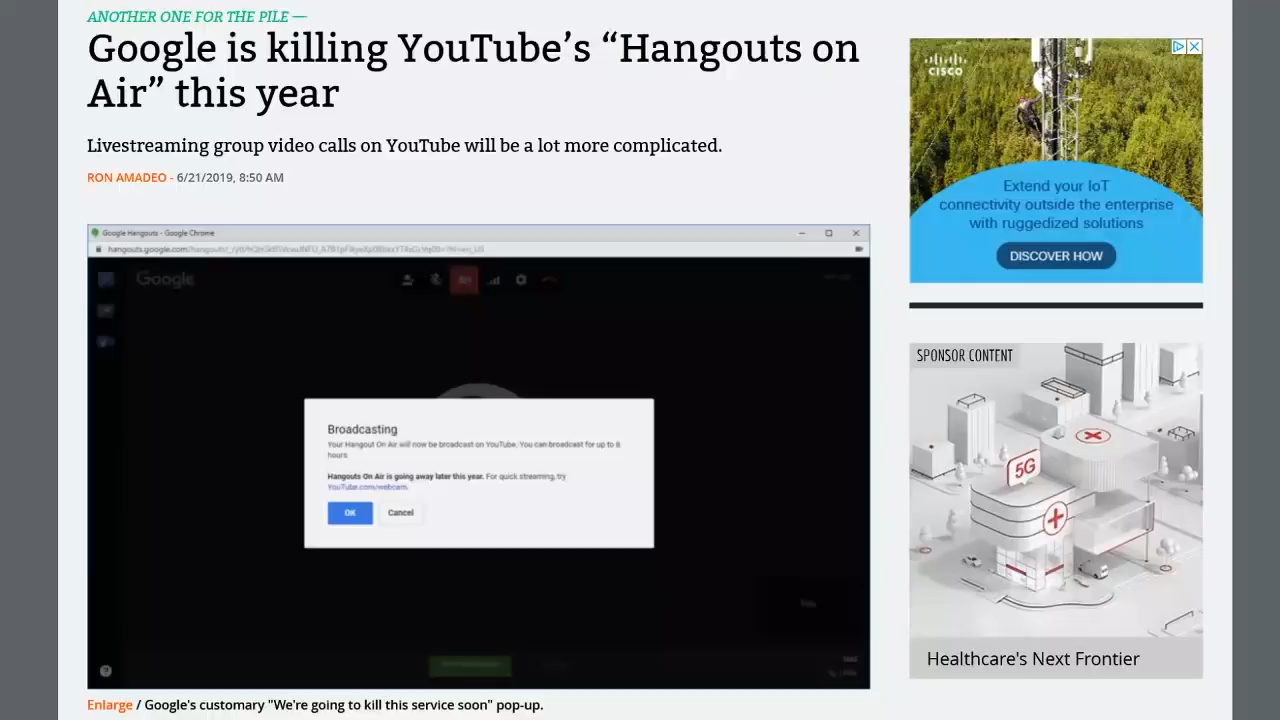 ANOTHER ONE FOR THE PILE —
Google is killing YouTube's “Hangouts on
Air” this year
Livestreaming group video calls on YouTube will be a lot more complicated.
RON AMADEO - 6/21/2019, 8:50 AM
Google Hangouts - Google Chrome
Google
Broadcasting
Your Hangout On Air will now be broadcast on YouTube. You can broadcast for up to 8
hours
Hangouts On Air is going away later this year. For quick streaming, try
YouTube.com/webcam.
OK
Cancel
You
Enlarge / Google's customary "We're going to kill this service soon" pop-up.
CISCO
Extend your IoT
connectivity outside the enterprise
with ruggedized solutions
DISCOVER HOW
SPONSOR CONTENT
5G
Healthcare's Next Frontier